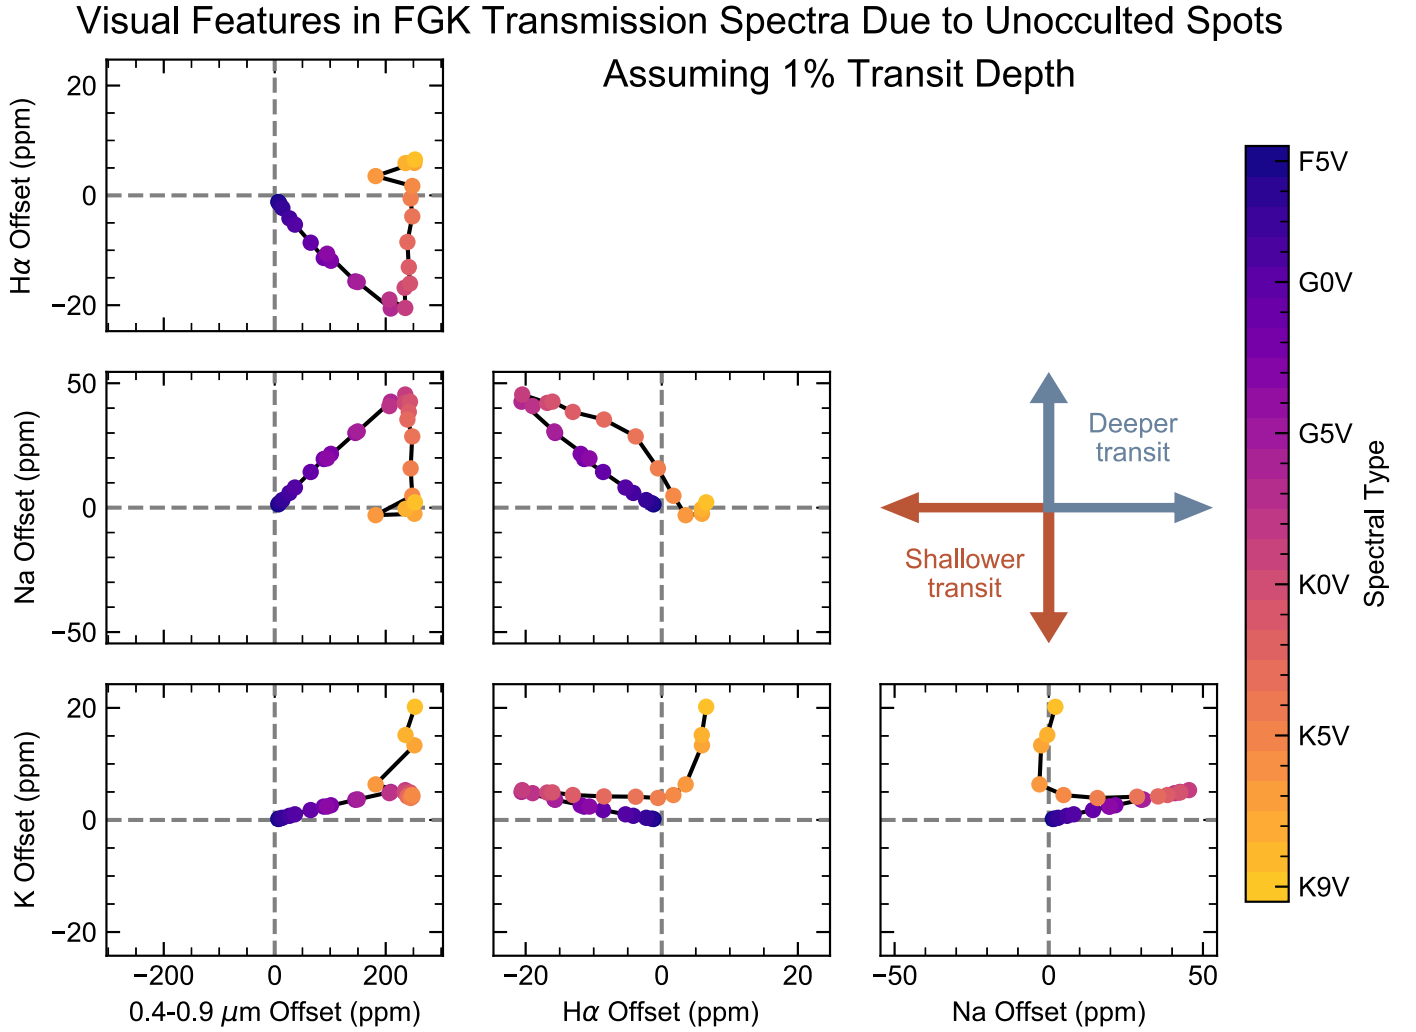 Visual Features in FGK Transmission Spectra Due to Unocculted Spots
Assuming 1% Transit Depth
20
0
−20
Hα Offset (ppm)
50
0
−50
Na Offset (ppm)
Deeper
transit
Shallower
transit
20
0
−20
K Offset (ppm)
−200
0
200
0.4-0.9 μm Offset (ppm)
−20
0
20
Hα Offset (ppm)
−50
0
50
Na Offset (ppm)
F5V
G0V
G5V
K0V
K5V
K9V
Spectral Type